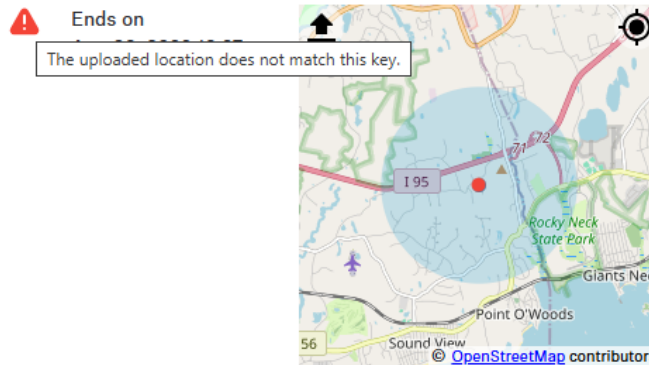 Ends on
The uploaded location does not match this key.
71
72
I 95
Rocky Neck
State Park
Giants Nec
Point O'Woods
56
Sound View
© OpenStreetMap contributor